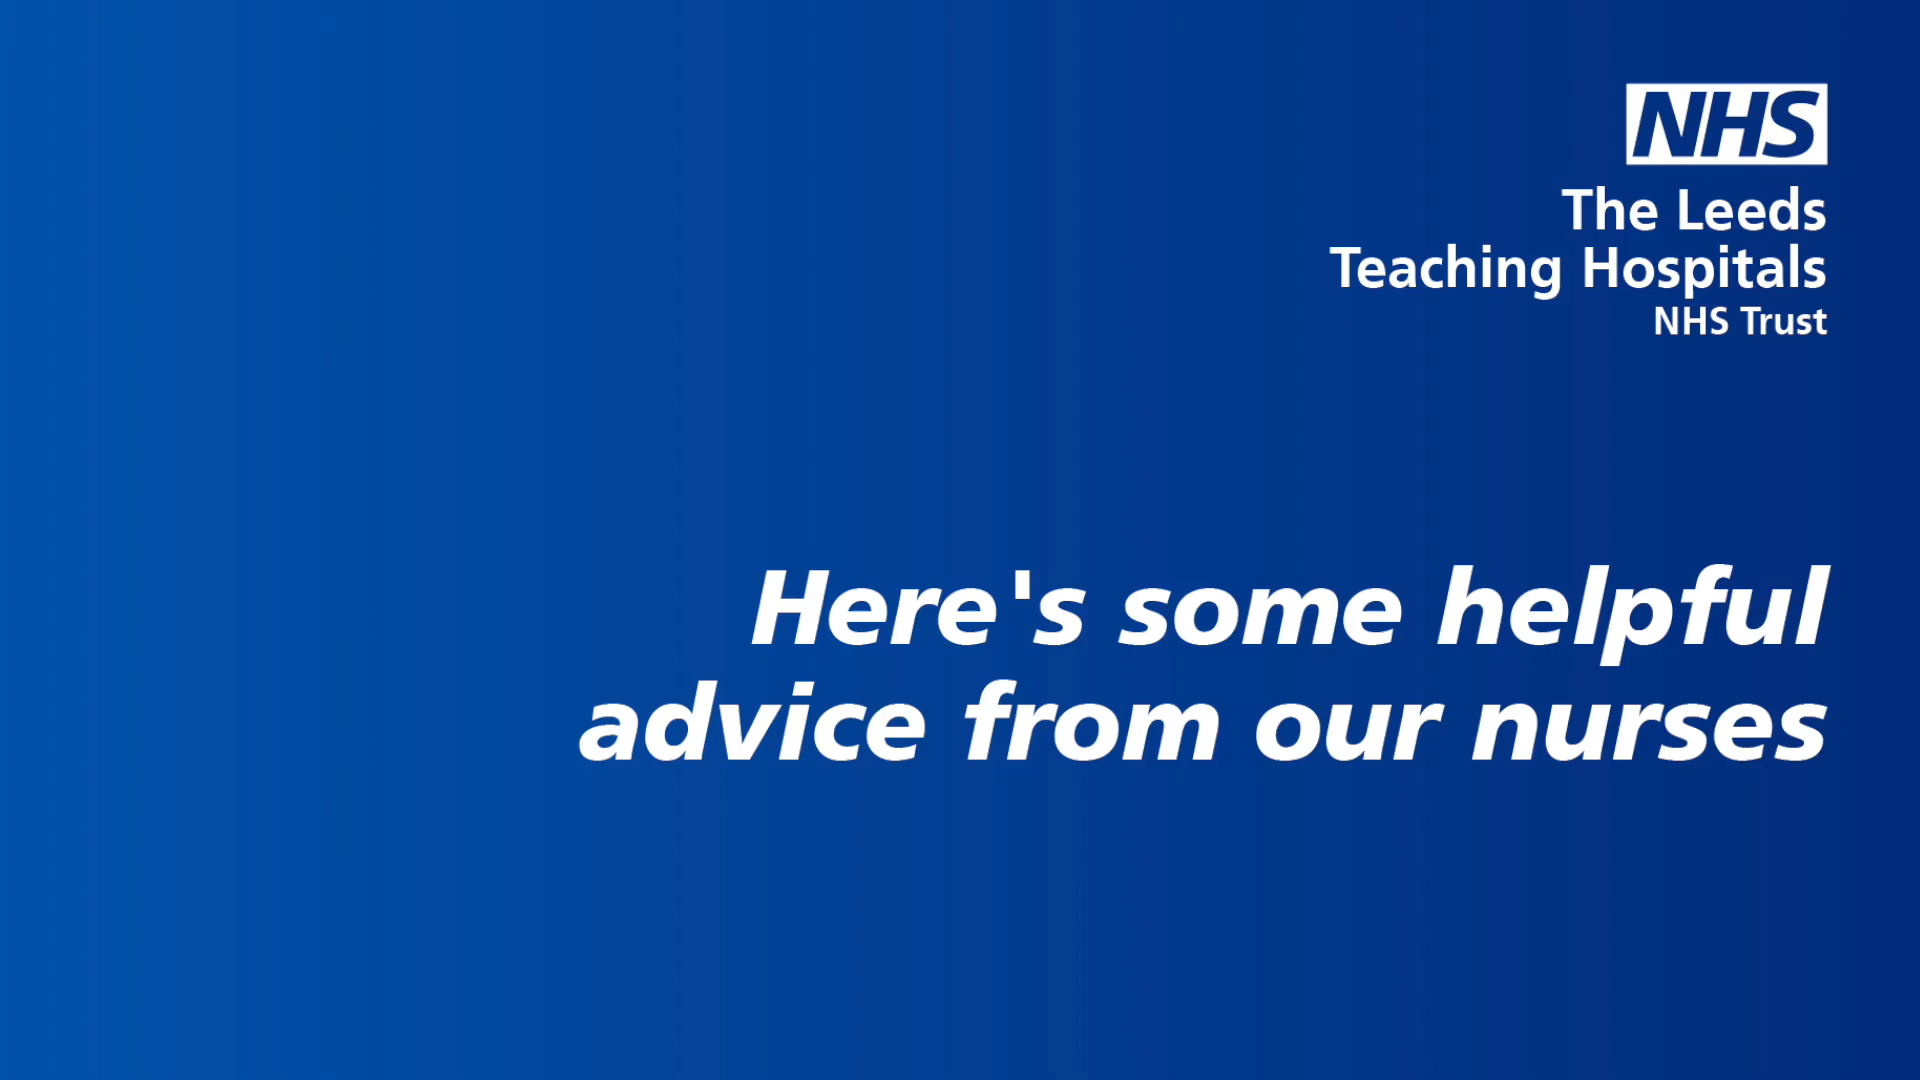 NHS
The Leeds
Teaching Hospitals
NHS Trust
Here's some helpful
advice from our nurses